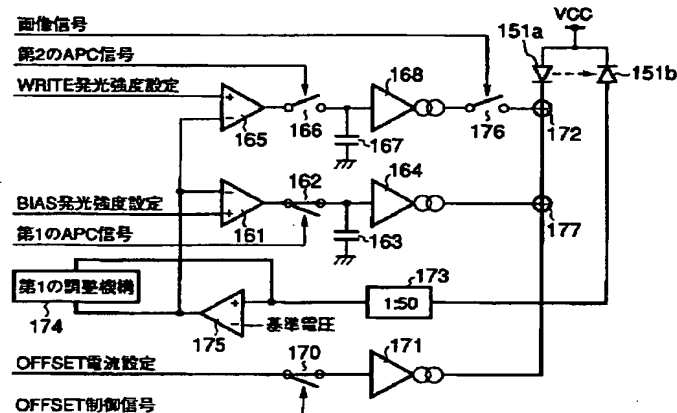 画像信号
第2のAPC信号
WRITE発光強度設定
BIAS発光強度設定
第1のAPC信号
第1の調整機構
174
175
基準電圧
OFFSET電流設定
OFFSET制御信号
165
166
167
168
176
172
161
162
163
164
177
173
1:50
170
171
VCC
151a
151b